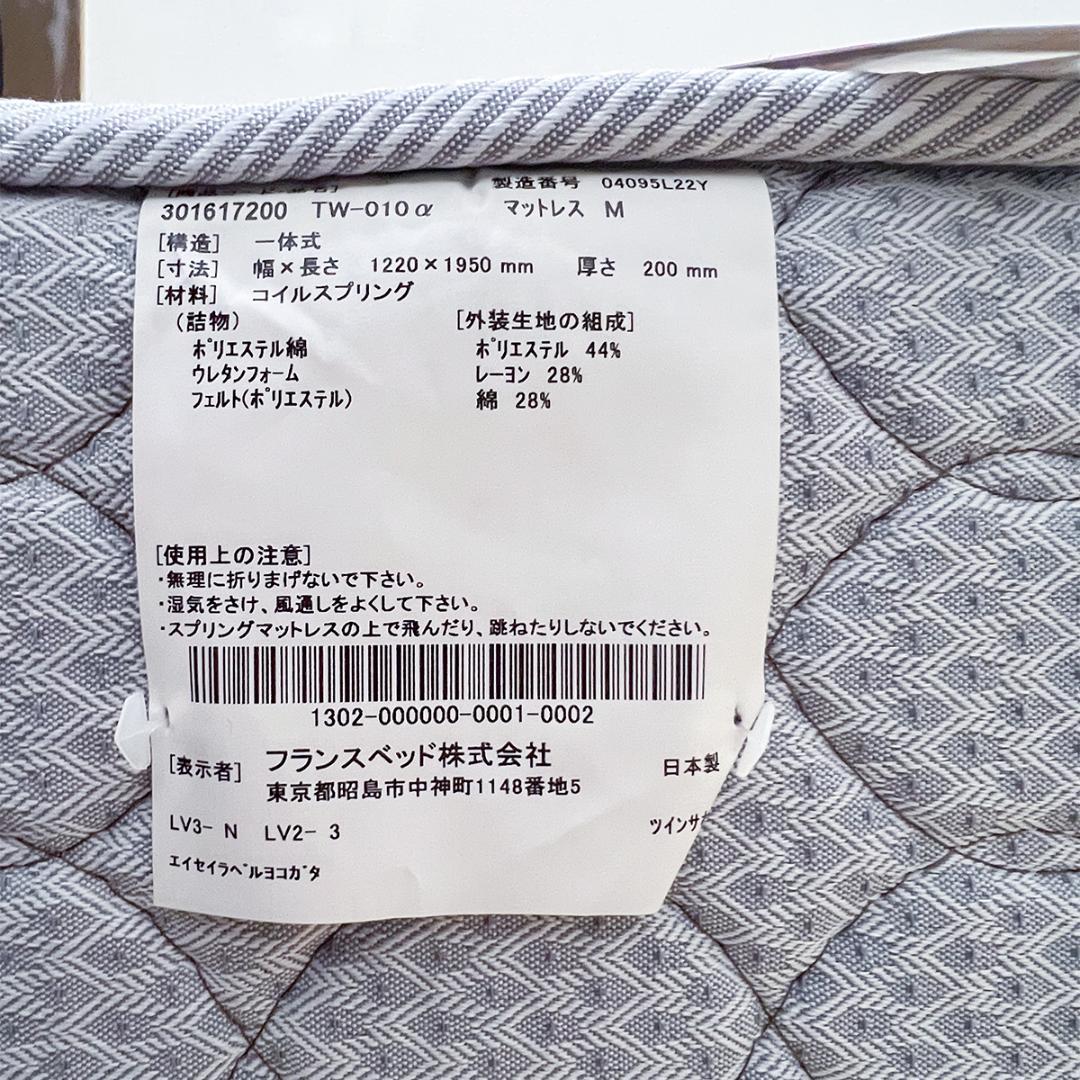 製造番号 04095L22Y
301617200 TW-010α マットレス M
[構造] 一体式
[寸法] 幅×長さ 1220×1950 mm 厚さ 200 mm
[材料] コイルスプリング
(詰物)
ポリエステル綿
ウレタンフォーム
フェルト(ポリエステル)
[外装生地の組成]
ポリエステル 44%
レーヨン 28%
綿 28%
[使用上の注意]
・無理に折りまげないで下さい。
・湿気をさけ、風通しをよくして下さい。
・スプリングマットレスの上で飛んだり、跳ねたりしないでください。
1302-000000-0001-0002
[表示者] フランスベッド株式会社 日本製
東京都昭島市中神町1148番地5
LV3- N LV2- 3
エイセイラベルヨコガタ